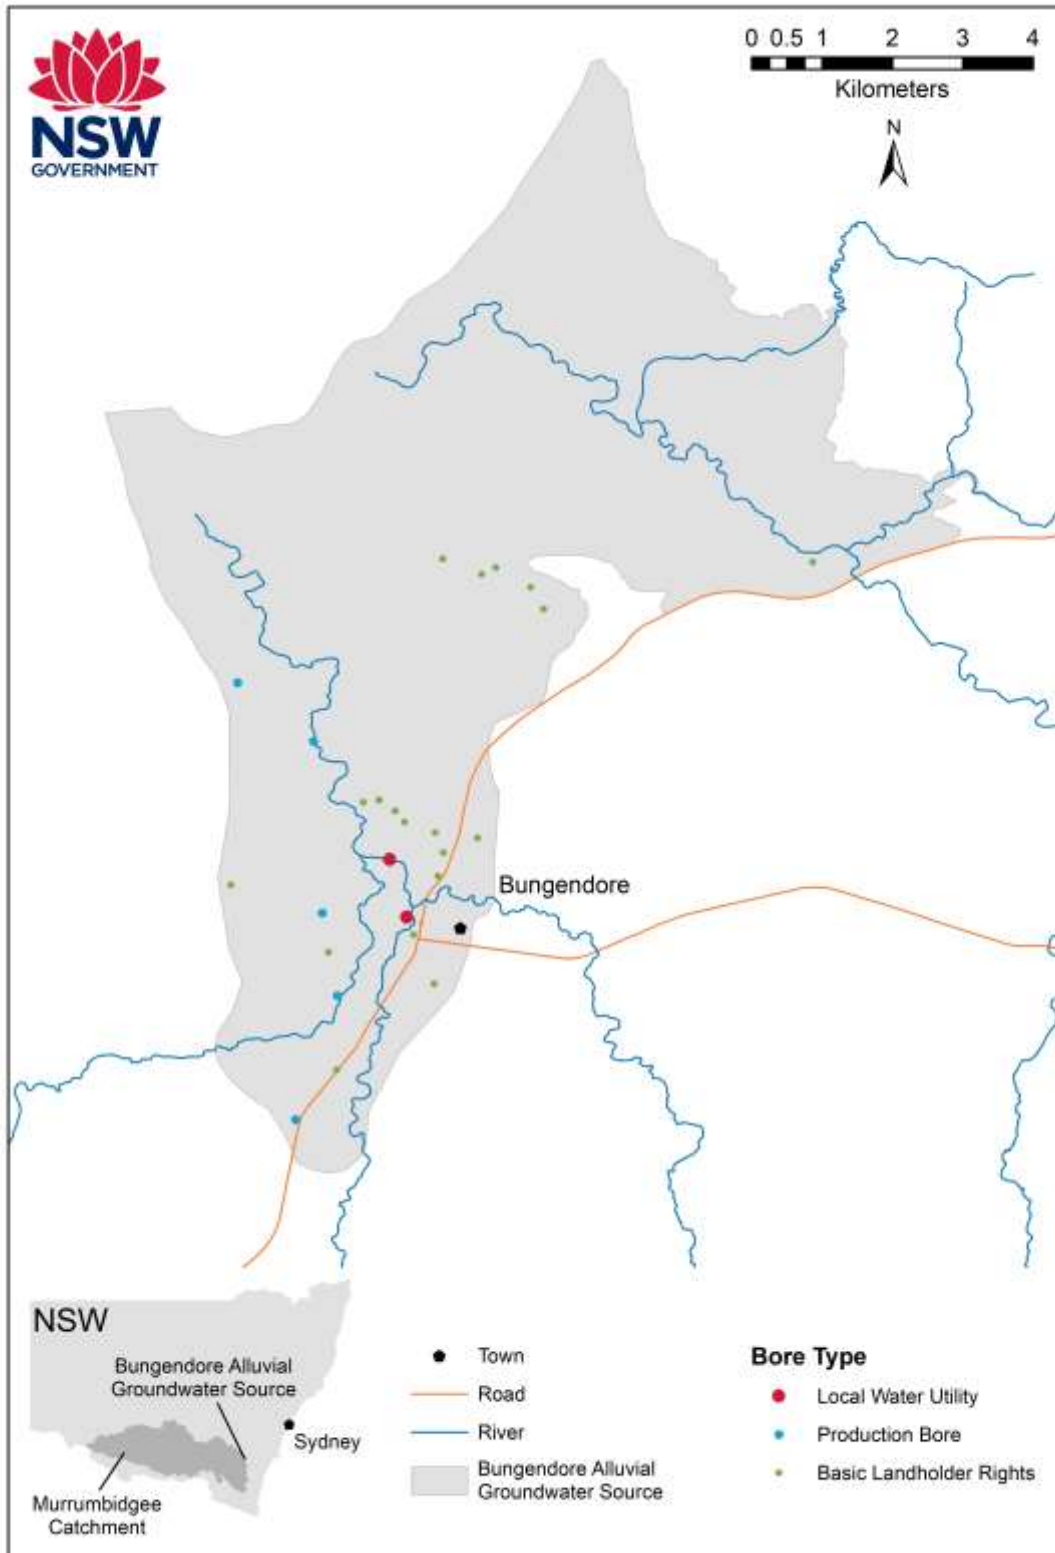 NSW
GOVERNMENT
0 0.5 1 2 3 4
Kilometers
N
Bungendore
NSW
Bungendore Alluvial
Groundwater Source
Sydney
Murrumbidgee
Catchment
Town
Road
River
Bungendore Alluvial
Groundwater Source
Bore Type
Local Water Utility
Production Bore
Basic Landholder Rights